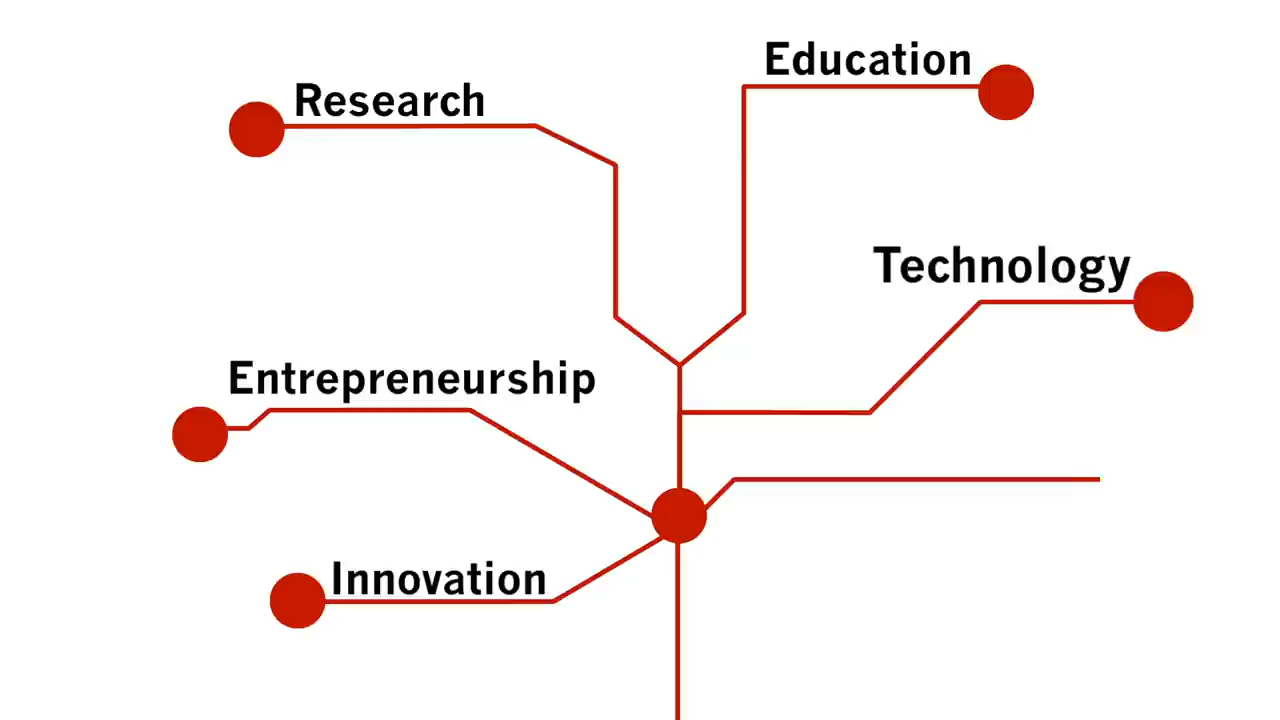 Education
Research
Technology
Entrepreneurship
Innovation